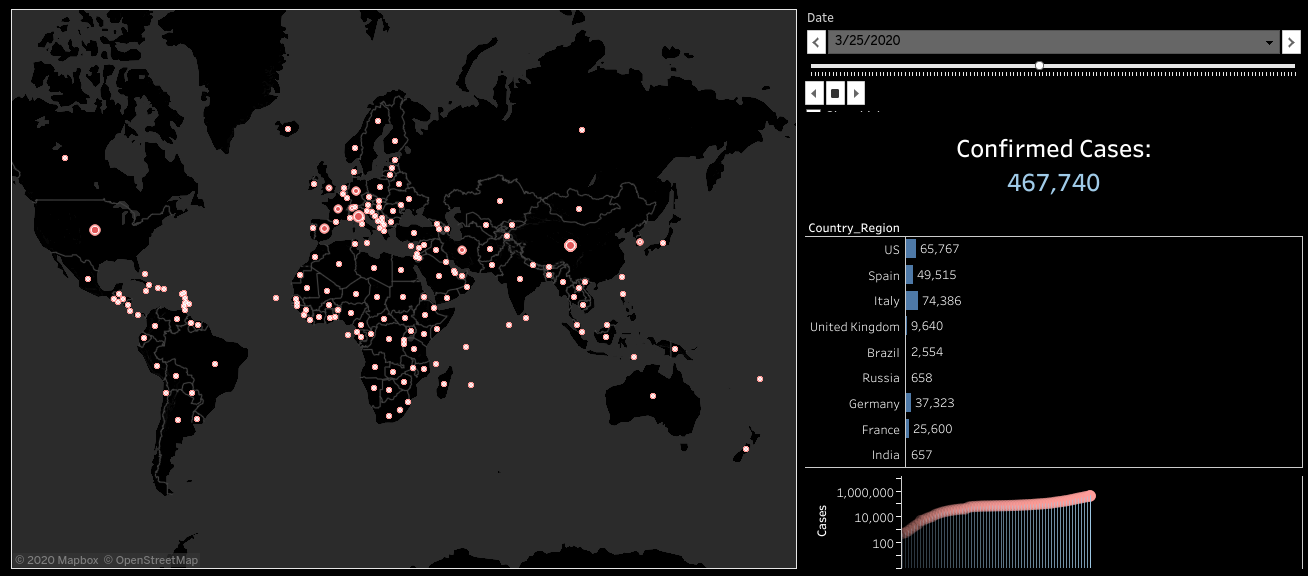 Date
3/25/2020
Confirmed Cases:
467,740
Country_Region
US 65,767
Spain 49,515
Italy 74,386
United Kingdom 9,640
Brazil 2,554
Russia 658
Germany 37,323
France 25,600
India 657
Cases
1,000,000
10,000
100
© 2020 Mapbox © OpenStreetMap